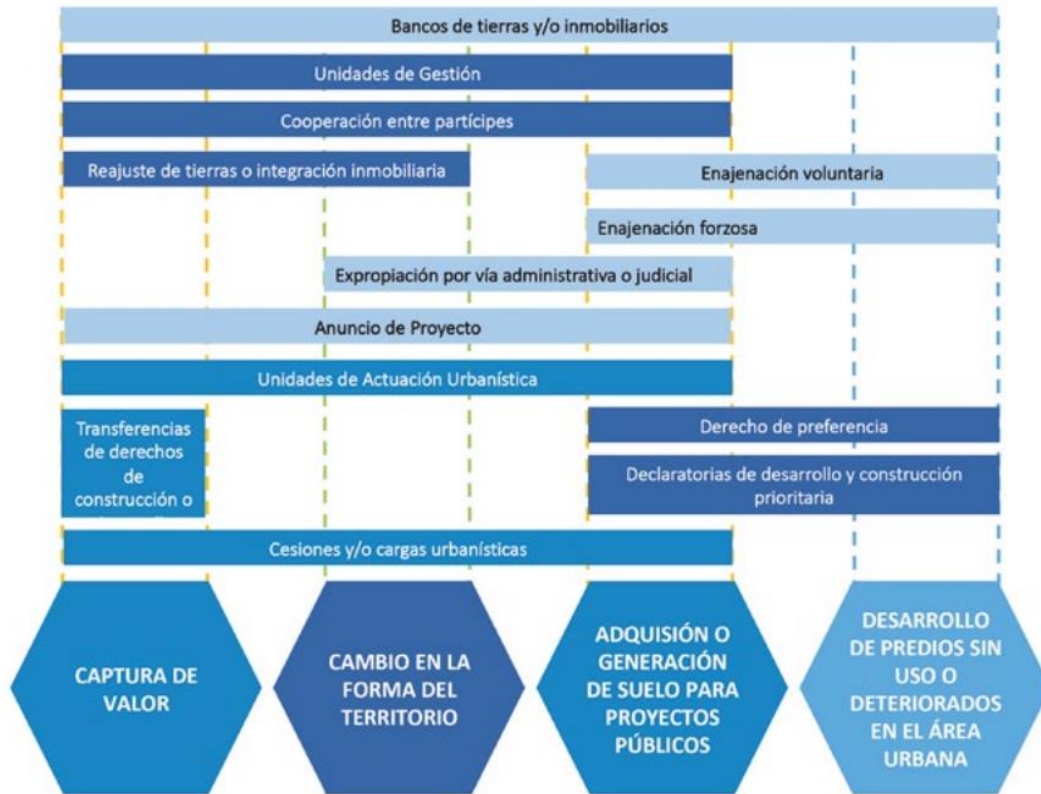 Bancos de tierras y/o inmobiliarios
Unidades de Gestión
Cooperación entre partícipes
Reajuste de tierras o integración inmobiliaria
Enajenación voluntaria
Enajenación forzosa
Expropiación por vía administrativa o judicial
Anuncio de Proyecto
Unidades de Actuación Urbanística
Transferencias
de derechos
de
construcción o
Derecho de preferencia
Declaratorias de desarrollo y construcción
prioritaria
Cesiones y/o cargas urbanísticas
CAPTURA DE
VALOR
CAMBIO EN LA
FORMA DEL
TERRITORIO
ADQUISIÓN O
GENERACIÓN
DE SUELO PARA
PROYECTOS
PÚBLICOS
DESARROLLO
DE PREDIOS SIN
USO O
DETERIORADOS
EN EL ÁREA
URBANA